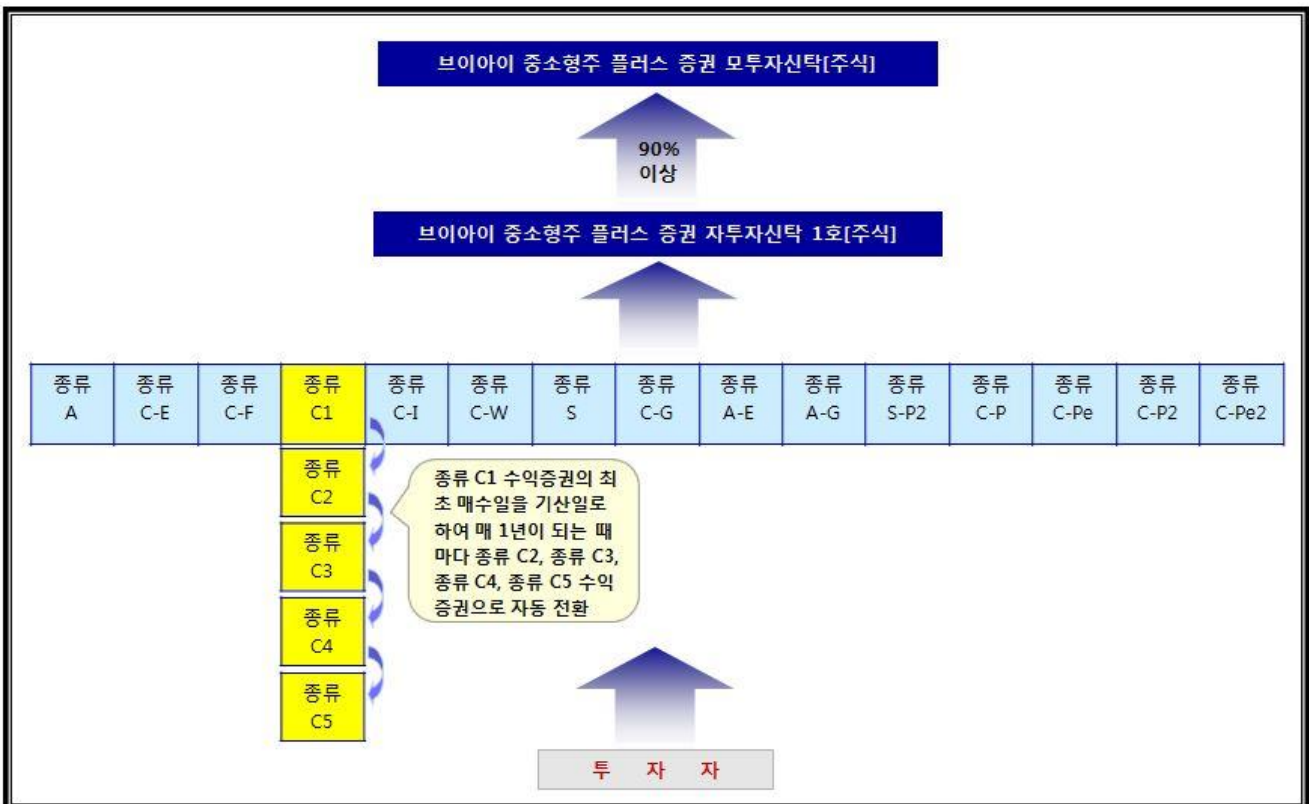 브이아이 중소형주 플러스 증권 모투자신탁[주식]
90%
이상
브이아이 중소형주 플러스 증권 자투자신탁 1호[주식]
종류 종류 종류 종류 종류 종류 종류 종류 종류 종류 종류 종류 종류 종류 종류
A C-E C-F C1 C-I C-W S C-G A-E A-G S-P2 C-P C-Pe C-P2 C-Pe2
종류
C2
종류
C3
종류
C4
종류
C5
종류 C1 수익증권의 최
초 매수일을 기산일로
하여 매 1년이 되는 때
마다 종류 C2, 종류 C3,
종류 C4, 종류 C5 수익
증권으로 자동 전환
투 자 자